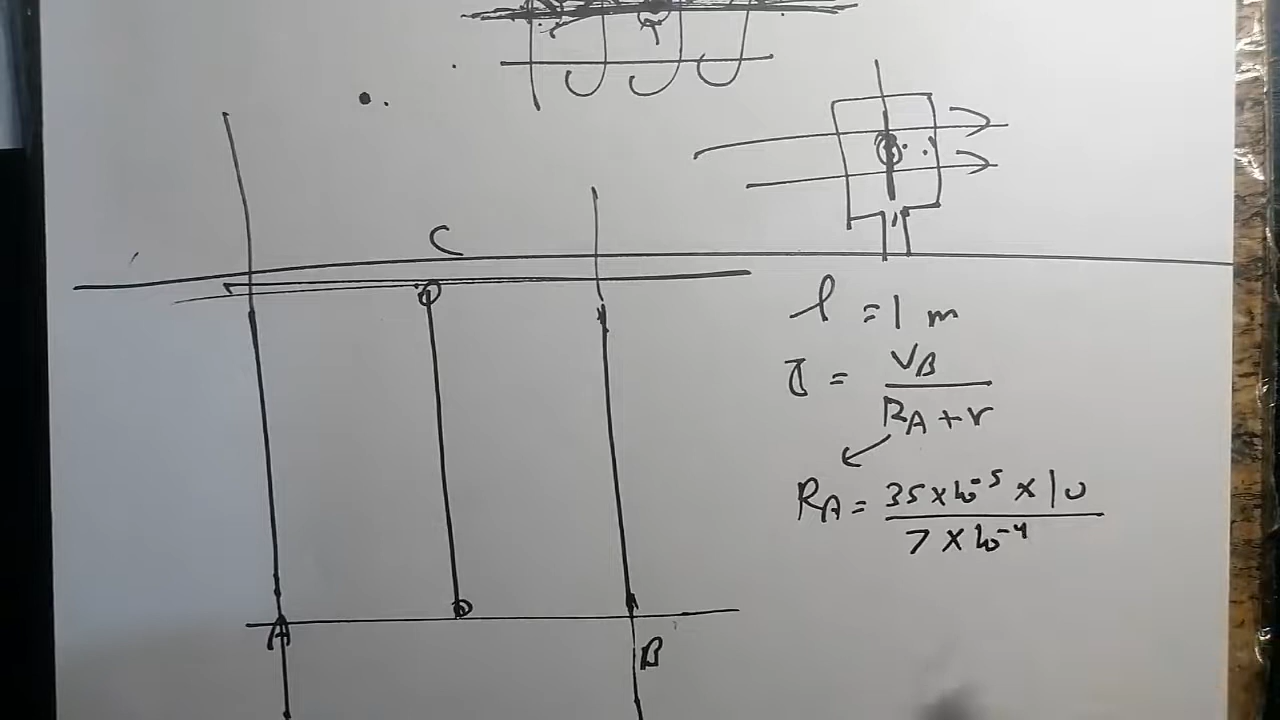 C
l = 1 m
I = V_B / (R_A + r)
R_A = 35 × 10⁻⁵ × 10 / 7 × 10⁻⁴
A
B